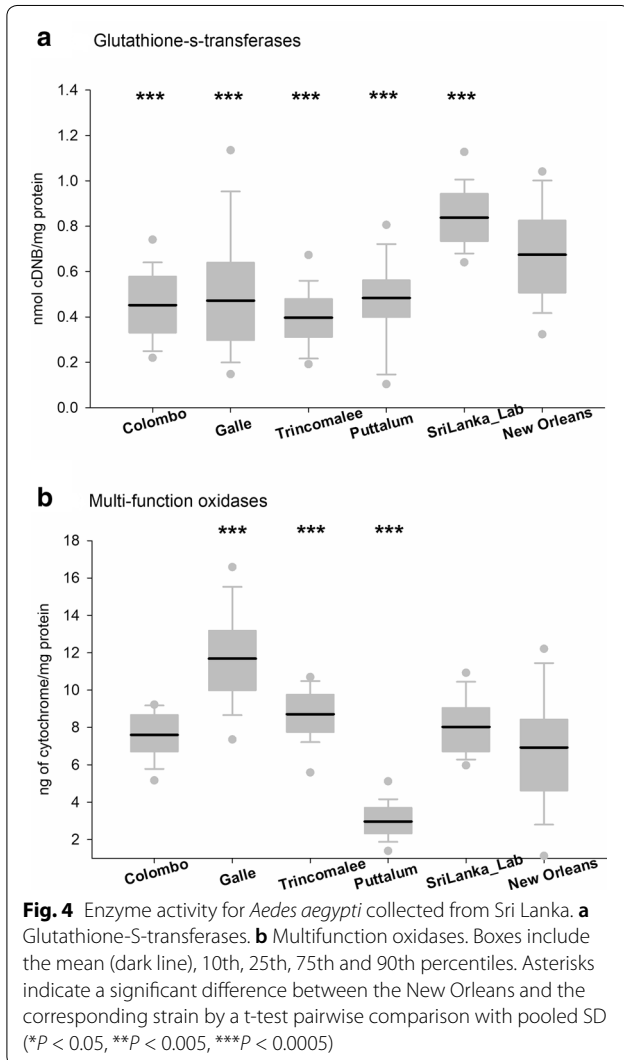 a Glutathione-s-transferases
1.4
1.2
1.0
0.8
0.6
0.4
0.2
0.0
nmol cDNB/mg protein
*** *** *** *** ***
Colombo Galle Trincomalee Puttalum SriLanka_Lab New Orleans
b Multi-function oxidases
18
16
14
12
10
8
6
4
2
ng of cytochrome/mg protein
*** *** ***
Colombo Galle Trincomalee Puttalum SriLanka_Lab New Orleans
Fig. 4 Enzyme activity for Aedes aegypti collected from Sri Lanka. a
Glutathione-S-transferases. b Multifunction oxidases. Boxes include
the mean (dark line), 10th, 25th, 75th and 90th percentiles. Asterisks
indicate a significant difference between the New Orleans and the
corresponding strain by a t-test pairwise comparison with pooled SD
(*P < 0.05, **P < 0.005, ***P < 0.0005)